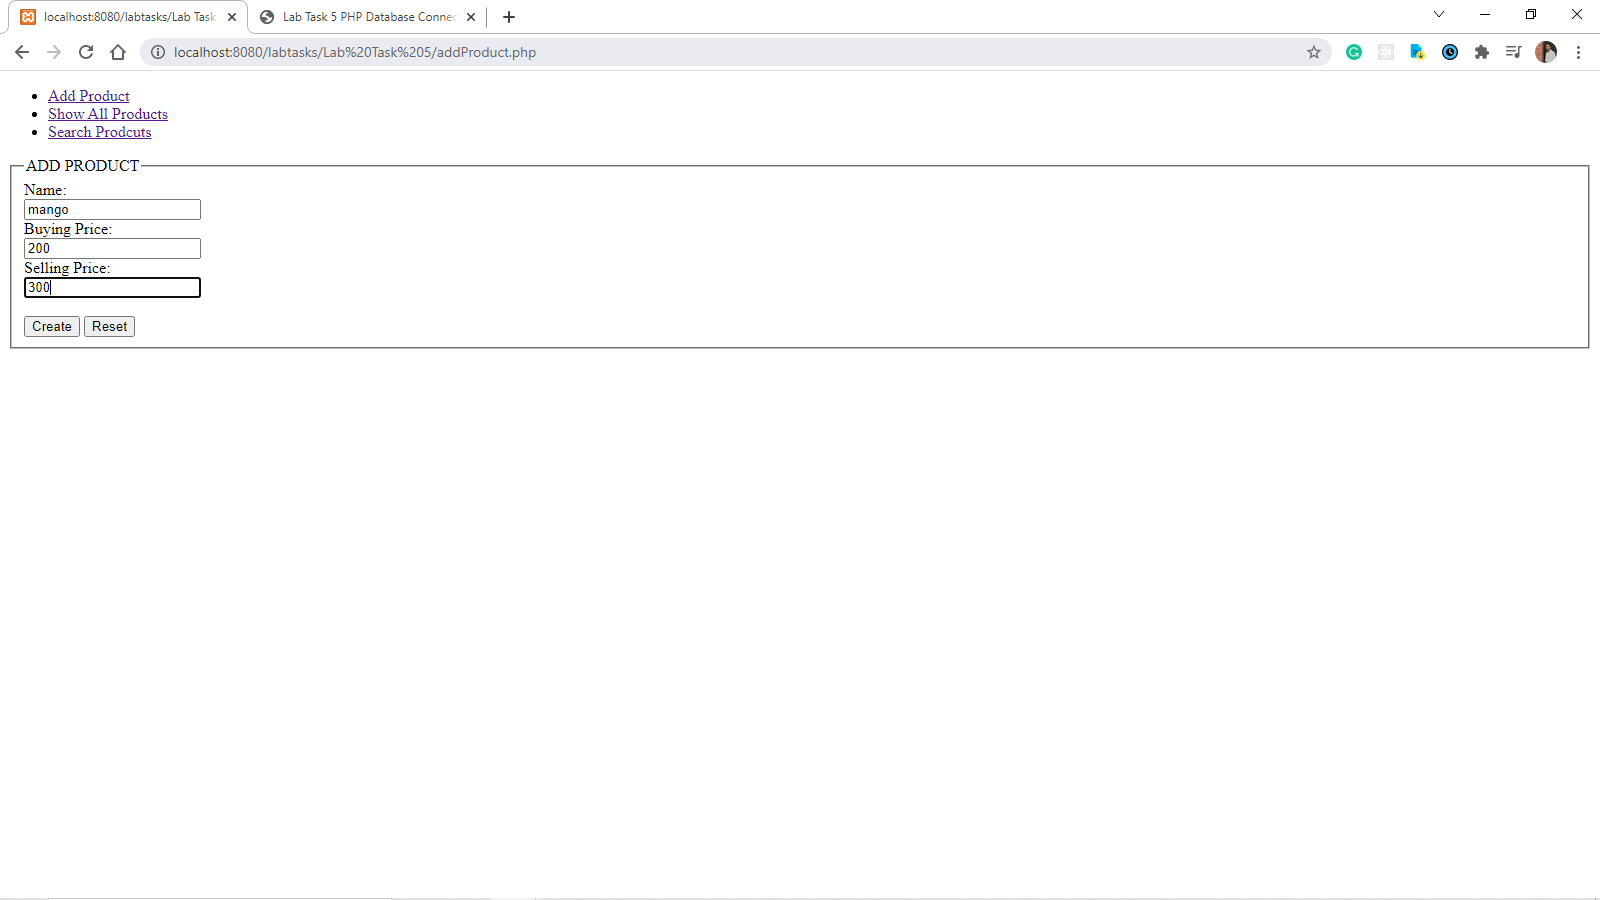 localhost:8080/labtasks/Lab Task
Lab Task 5 PHP Database Connec
localhost:8080/labtasks/Lab%20Task%205/addProduct.php
Add Product
Show All Products
Search Prodcuts
ADD PRODUCT
Name:
mango
Buying Price:
200
Selling Price:
300
Create Reset